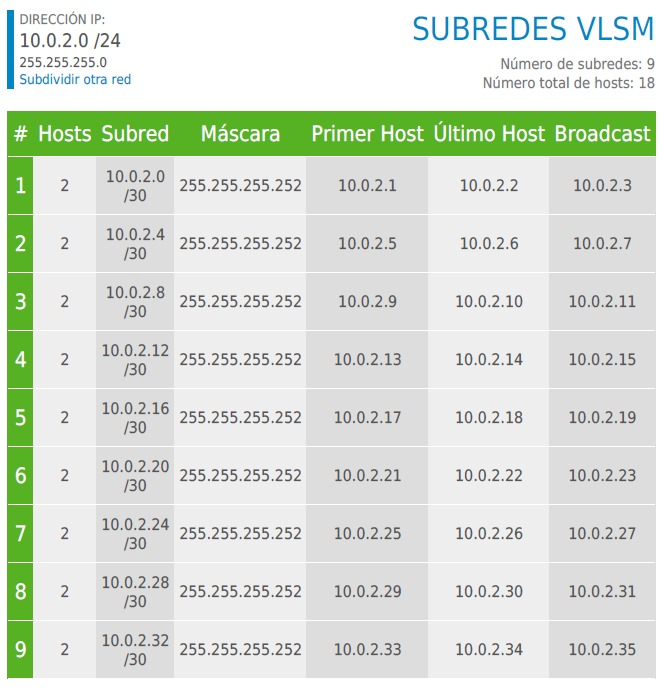 DIRECCIÓN IP:
10.0.2.0 /24
255.255.255.0
Subdividir otra red
SUBREDES VLSM
Número de subredes: 9
Número total de hosts: 18
# Hosts Subred Máscara Primer Host Último Host Broadcast
1 2 10.0.2.0 /30 255.255.255.252 10.0.2.1 10.0.2.2 10.0.2.3
2 2 10.0.2.4 /30 255.255.255.252 10.0.2.5 10.0.2.6 10.0.2.7
3 2 10.0.2.8 /30 255.255.255.252 10.0.2.9 10.0.2.10 10.0.2.11
4 2 10.0.2.12 /30 255.255.255.252 10.0.2.13 10.0.2.14 10.0.2.15
5 2 10.0.2.16 /30 255.255.255.252 10.0.2.17 10.0.2.18 10.0.2.19
6 2 10.0.2.20 /30 255.255.255.252 10.0.2.21 10.0.2.22 10.0.2.23
7 2 10.0.2.24 /30 255.255.255.252 10.0.2.25 10.0.2.26 10.0.2.27
8 2 10.0.2.28 /30 255.255.255.252 10.0.2.29 10.0.2.30 10.0.2.31
9 2 10.0.2.32 /30 255.255.255.252 10.0.2.33 10.0.2.34 10.0.2.35